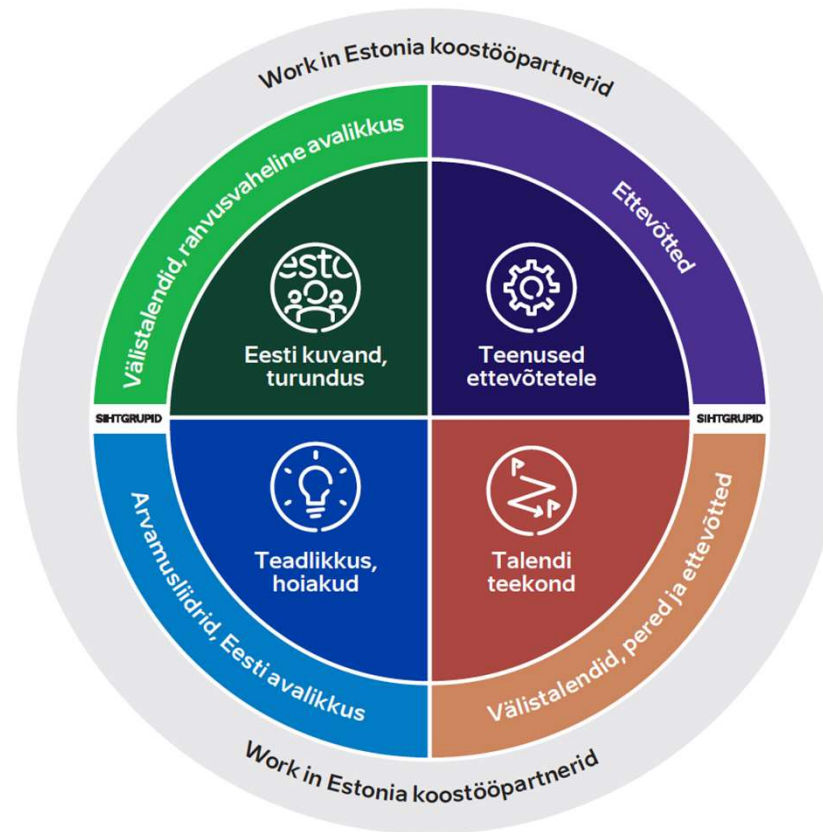 Work in Estonia koostööpartnerid
Välistalendid, rahvusvaheline avalikkus
Ettevõtted
esto
Eesti kuvand,
turundus
Teenused
ettevõtetele
SIHTGRUPID
SIHTGRUPID
Teadlikkus,
hoiakud
Talendi
teekond
Arvamusliidrid, Eesti avalikkus
Välistalendid, pered ja ettevõtted
Work in Estonia koostööpartnerid